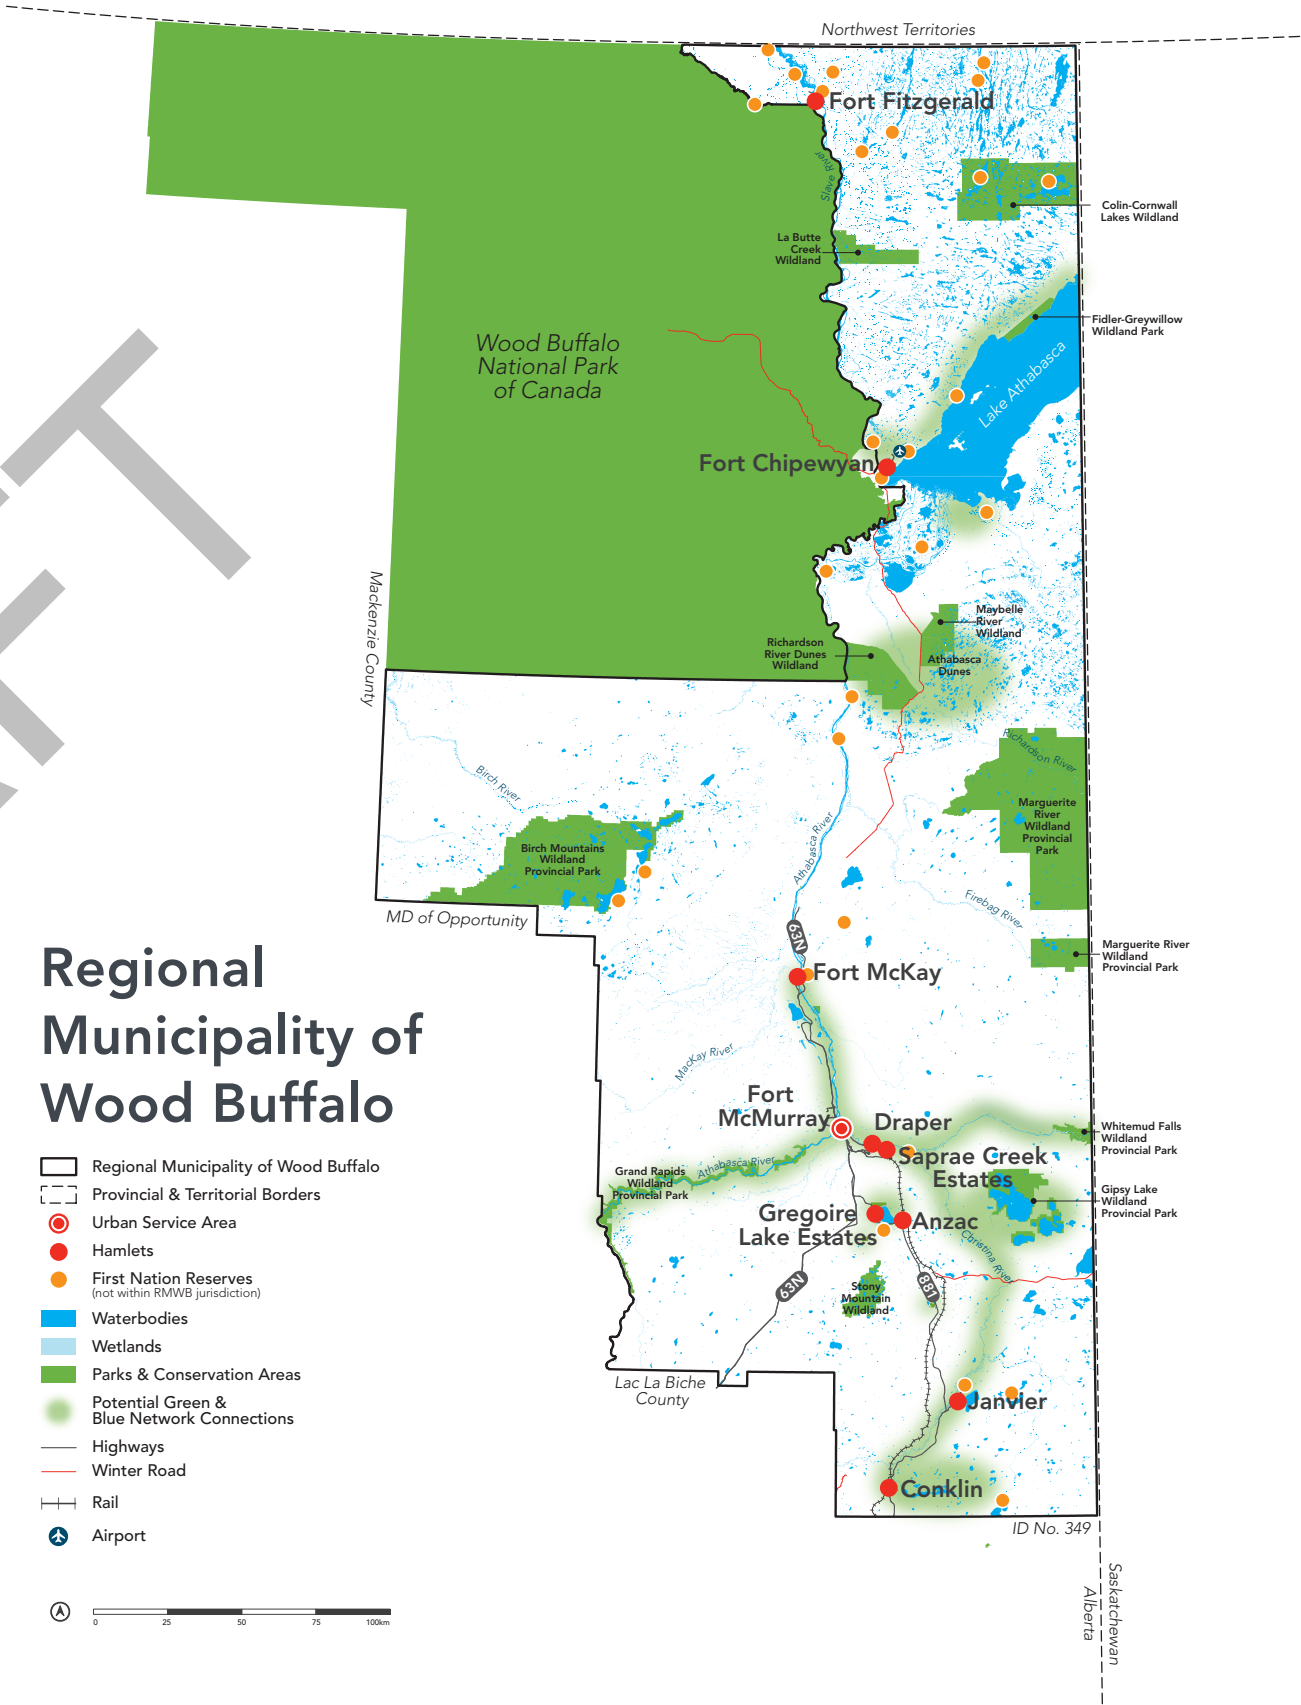 Northwest Territories
Fort Fitzgerald
Slave River
Colin-Cornwall
Lakes Wildland
La Butte
Creek
Wildland
Fidler-Greywillow
Wildland Park
Wood Buffalo
National Park
of Canada
Lake Athabasca
Fort Chipewyan
Mackenzie County
Maybelle
River
Wildland
Richardson
River Dunes
Wildland
Athabasca
Dunes
Richardson River
Birch River
Marguerite
River
Wildland
Provincial
Park
Athabasca River
Birch Mountains
Wildland
Provincial Park
Firebag River
MD of Opportunity
63N
Marguerite River
Wildland
Provincial Park
Fort McKay
Regional
Municipality of
Wood Buffalo
MacKay River
Fort
McMurray
Draper
Whitemud Falls
Wildland
Provincial Park
Saprae Creek
Estates
Athabasca River
Grand Rapids
Wildland
Provincial Park
Gipsy Lake
Wildland
Provincial Park
Gregoire
Lake Estates
Anzac
Christina River
63N
881
Stony
Mountain
Wildland
Lac La Biche
County
Janvier
Conklin
ID No. 349
Saskatchewan
Alberta
Regional Municipality of Wood Buffalo
Provincial & Territorial Borders
Urban Service Area
Hamlets
First Nation Reserves
(not within RMWB jurisdiction)
Waterbodies
Wetlands
Parks & Conservation Areas
Potential Green &
Blue Network Connections
Highways
Winter Road
Rail
Airport
0 25 50 75 100km